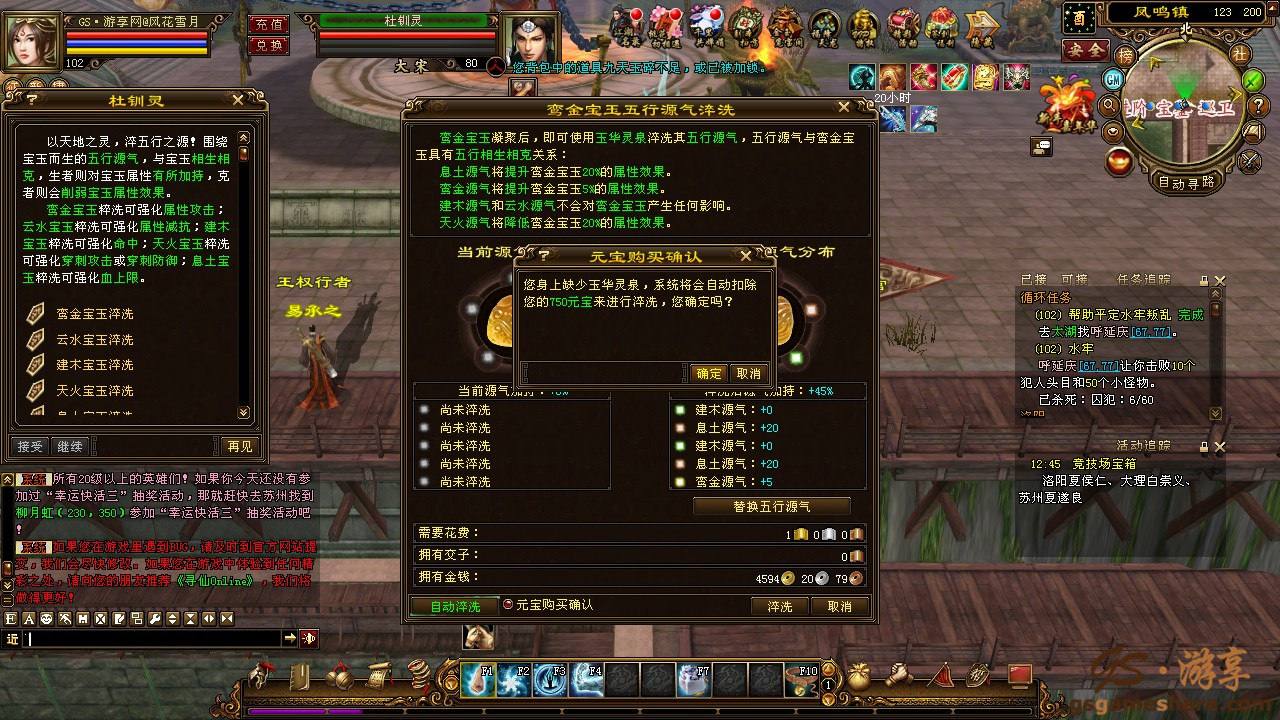 GS·游享网@风花雪月
102
充值
兑换
杜钏灵
大宋
80
您背包中的道具九天玉碎不足，或已被加锁。
20小时
凤鸣镇
123 200
北
酉
安全
榜
社
GM
自动寻路
杜钏灵
以天地之灵，淬五行之源！围绕
宝玉而生的五行源气，与宝玉相生相
克，生者则对宝玉属性有所加持，克
者则会削弱宝玉属性效果。
鸾金宝玉粹洗可强化属性攻击；
云水宝玉粹洗可强化属性减抗；建木
宝玉粹洗可强化命中；天火宝玉粹洗
可强化穿刺攻击或穿刺防御；息土宝
玉粹洗可强化血上限。
鸾金宝玉淬洗
云水宝玉淬洗
建木宝玉淬洗
天火宝玉淬洗
接受
继续
再见
王权行者
易承之
鸾金宝玉五行源气淬洗
鸾金宝玉凝聚后，即可使用玉华灵泉淬洗其五行源气，五行源气与鸾金宝
玉具有五行相生相克关系：
息土源气将提升鸾金宝玉20%的属性效果。
鸾金源气将提升鸾金宝玉5%的属性效果。
建木源气和云水源气不会对鸾金宝玉产生任何影响。
天火源气将降低鸾金宝玉20%的属性效果。
当前源
气分布
元宝购买确认
您身上缺少玉华灵泉，系统将会自动扣除
您的750元宝来进行淬洗，您确定吗？
确定
取消
+45%
尚未淬洗
尚未淬洗
尚未淬洗
尚未淬洗
尚未淬洗
建木源气：+0
息土源气：+20
建木源气：+0
息土源气：+20
鸾金源气：+5
替换五行源气
需要花费：
1 0 0
拥有交子：
0
拥有金钱：
4594 20 79
自动淬洗
元宝购买确认
淬洗
取消
已接
可接
任务追踪
循环任务
(102) 帮助平定水牢叛乱 完成
去太湖找呼延庆[67,77]。
(102) 水牢
呼延庆[67,77]让你击败10个
犯人头目和50个小怪物。
已杀死：囚犯：6/60
洛阳
活动追踪
12:45 竞技场宝箱
洛阳夏侯仁、大理白崇义、
苏州夏遂良
系统 所有20级以上的英雄们！如果你今天还没有参
加过“幸运快活三”抽奖活动，那就赶快去苏州找到
柳月虹（230，350）参加“幸运快活三”抽奖活动吧
！
系统 如果您在游戏里遇到BUG，请及时到官方网站提
交，我们会尽快修改。如果您在游戏中体验到任何精
彩之处，请向您的朋友推荐《寻仙Online》，我们将
做得更好！
近
F1 F2 F3 F4 F7 F10
GS·游享
gsgameshare.com